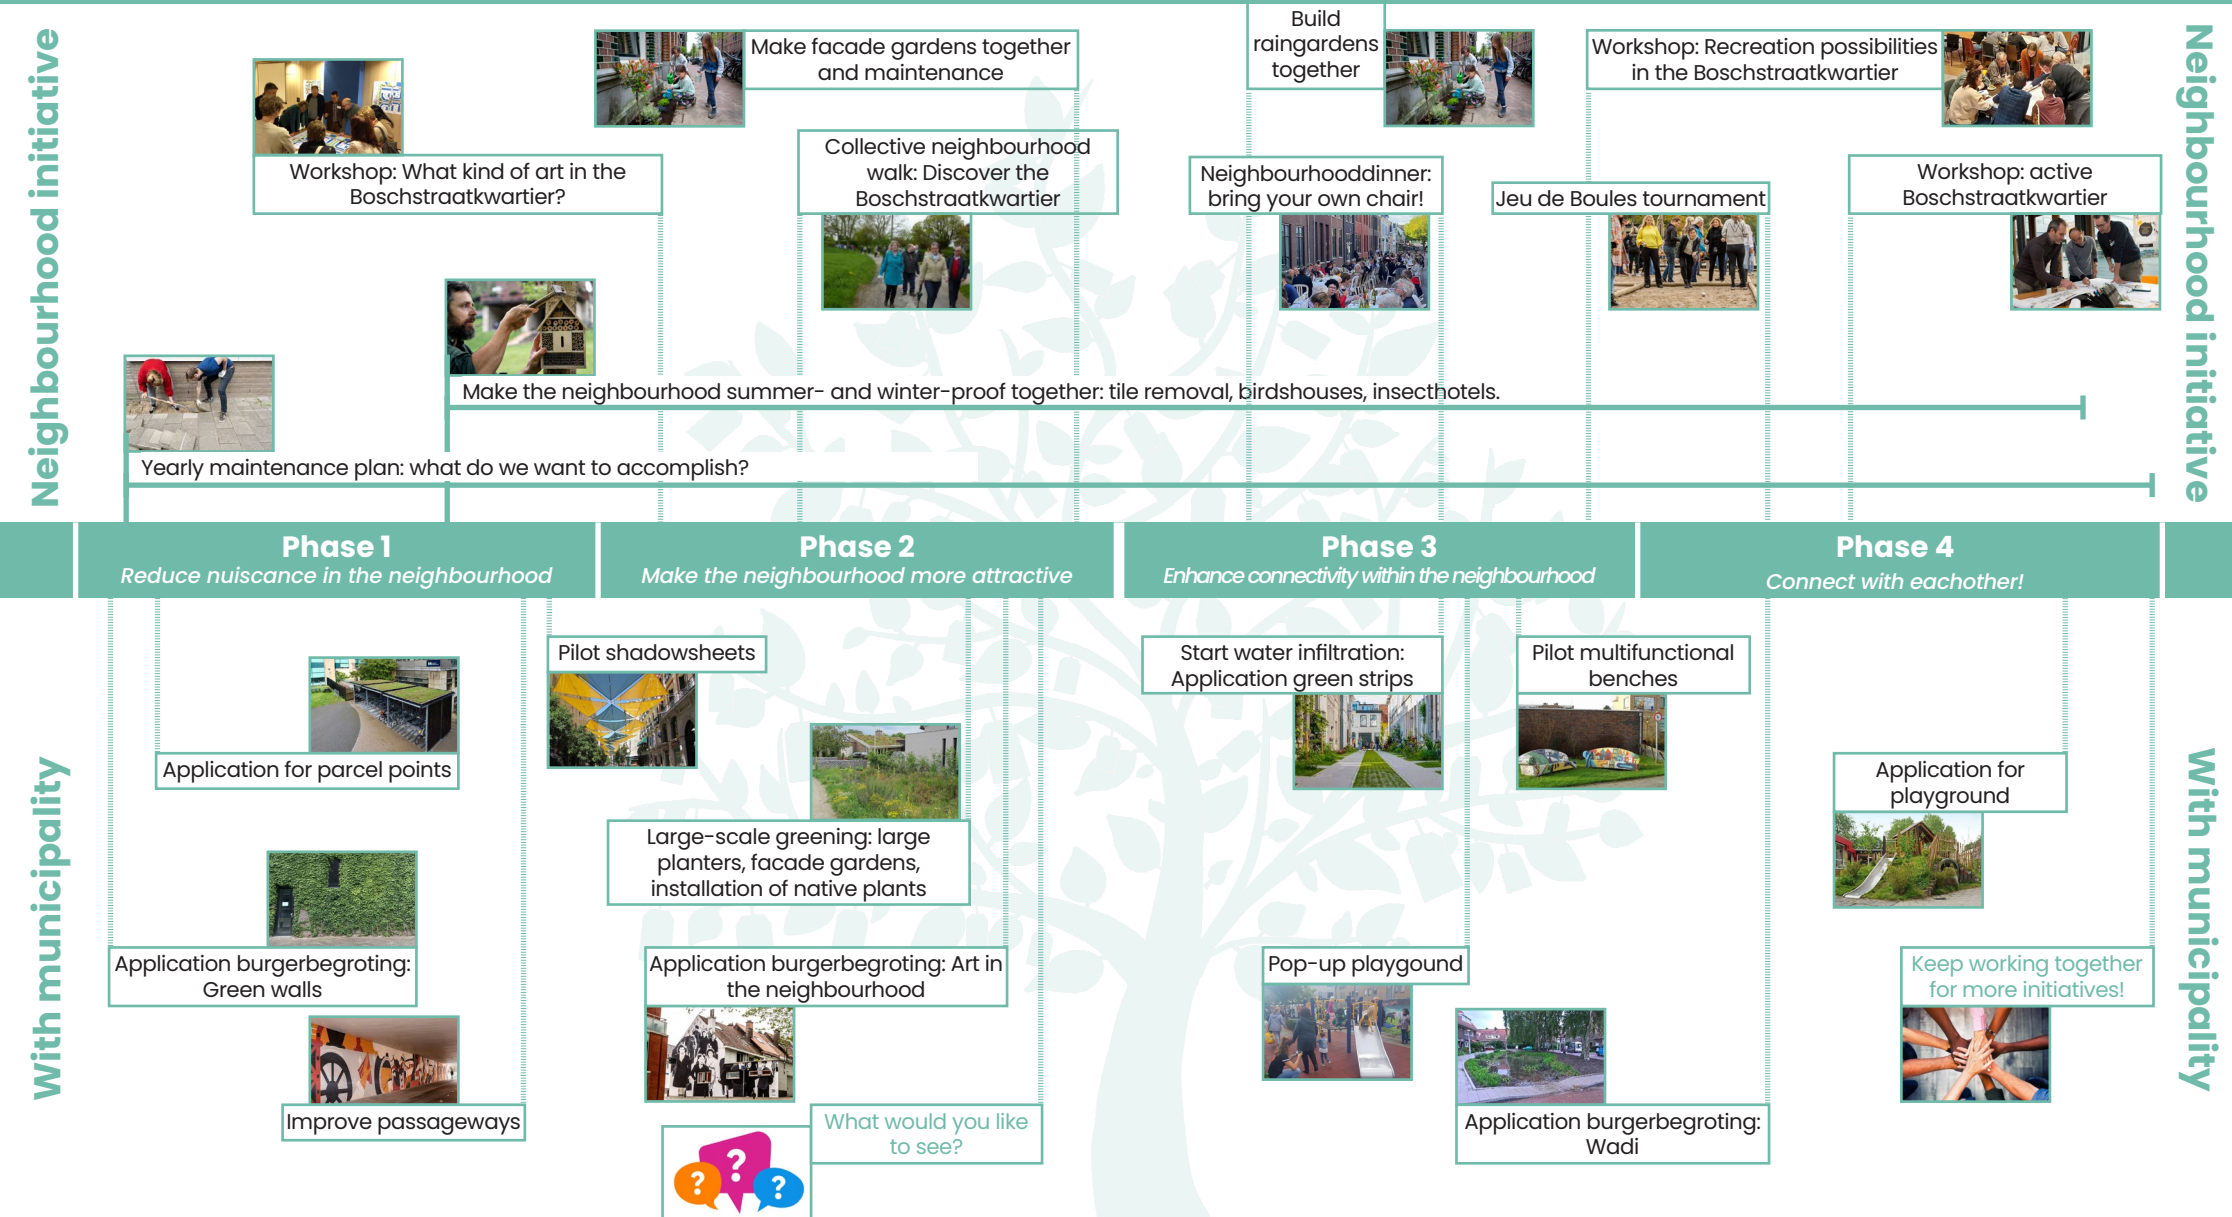 Neighbourhood initiative
Build
raingardens
together
Make facade gardens together
and maintenance
Workshop: Recreation possibilities
in the Boschstraatkwartier
Neighbourhood initiative
Collective neighbourhood
walk: Discover the
Boschstraatkwartier
Workshop: What kind of art in the
Boschstraatkwartier?
Neighbourhooddinner:
bring your own chair!
Jeu de Boules tournament
Workshop: active
Boschstraatkwartier
Make the neighbourhood summer- and winter-proof together: tile removal, birdshouses, insecthotels.
Yearly maintenance plan: what do we want to accomplish?
Phase 1
Reduce nuiscance in the neighbourhood
Phase 2
Make the neighbourhood more attractive
Phase 3
Enhance connectivity within the neighbourhood
Phase 4
Connect with eachother!
With municipality
Pilot shadowsheets
Start water infiltration:
Application green strips
Pilot multifunctional
benches
With municipality
Application for parcel points
Application for
playground
Large-scale greening: large
planters, facade gardens,
installation of native plants
Application burgerbegroting:
Green walls
Application burgerbegroting: Art in
the neighbourhood
Pop-up playgound
Keep working together
for more initiatives!
Improve passageways
What would you like
to see?
Application burgerbegroting:
Wadi
?
?
?